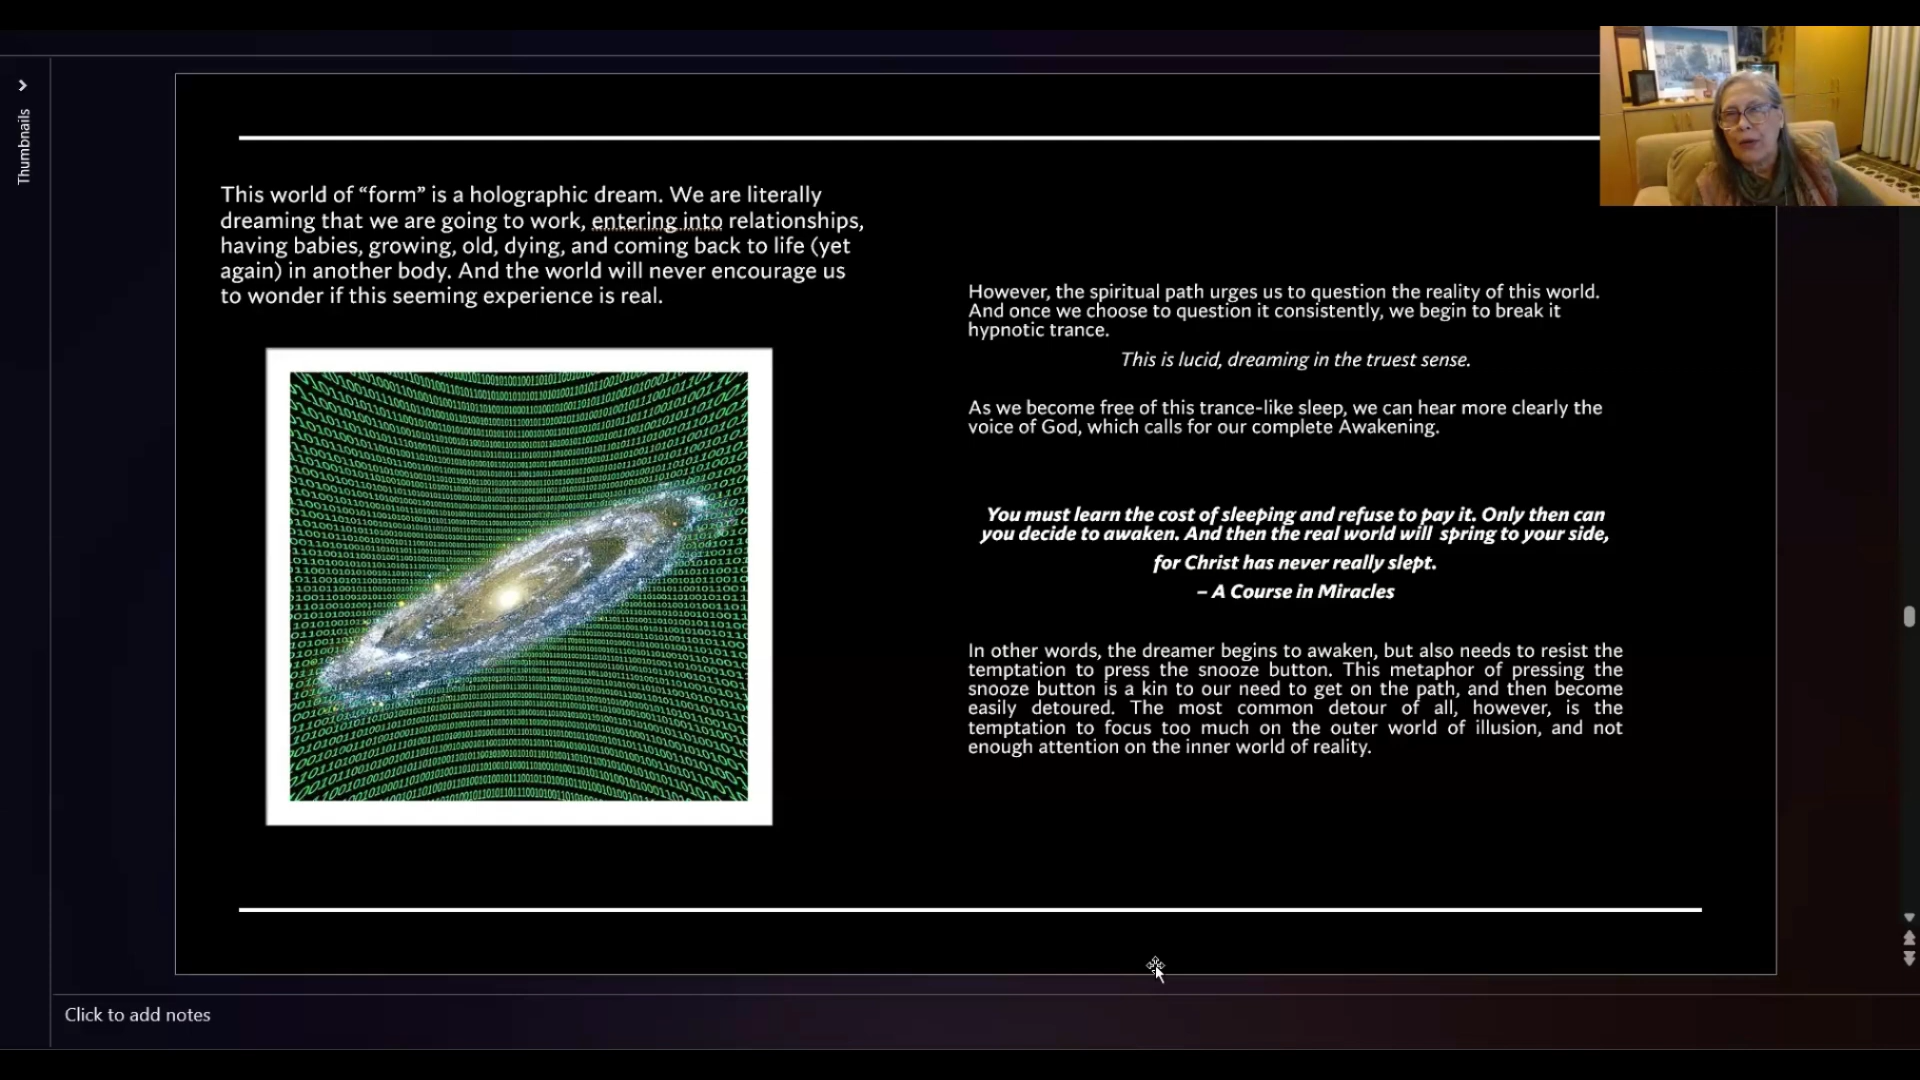 Thumbnails
This world of “form” is a holographic dream. We are literally
dreaming that we are going to work, entering into relationships,
having babies, growing, old, dying, and coming back to life (yet
again) in another body. And the world will never encourage us
to wonder if this seeming experience is real.
However, the spiritual path urges us to question the reality of this world.
And once we choose to question it consistently, we begin to break it
hypnotic trance.
This is lucid, dreaming in the truest sense.
As we become free of this trance-like sleep, we can hear more clearly the
voice of God, which calls for our complete Awakening.
You must learn the cost of sleeping and refuse to pay it. Only then can
you decide to awaken. And then the real world will spring to your side,
for Christ has never really slept.
– A Course in Miracles
In other words, the dreamer begins to awaken, but also needs to resist the
temptation to press the snooze button. This metaphor of pressing the
snooze button is a kin to our need to get on the path, and then become
easily detoured. The most common detour of all, however, is the
temptation to focus too much on the outer world of illusion, and not
enough attention on the inner world of reality.
Click to add notes